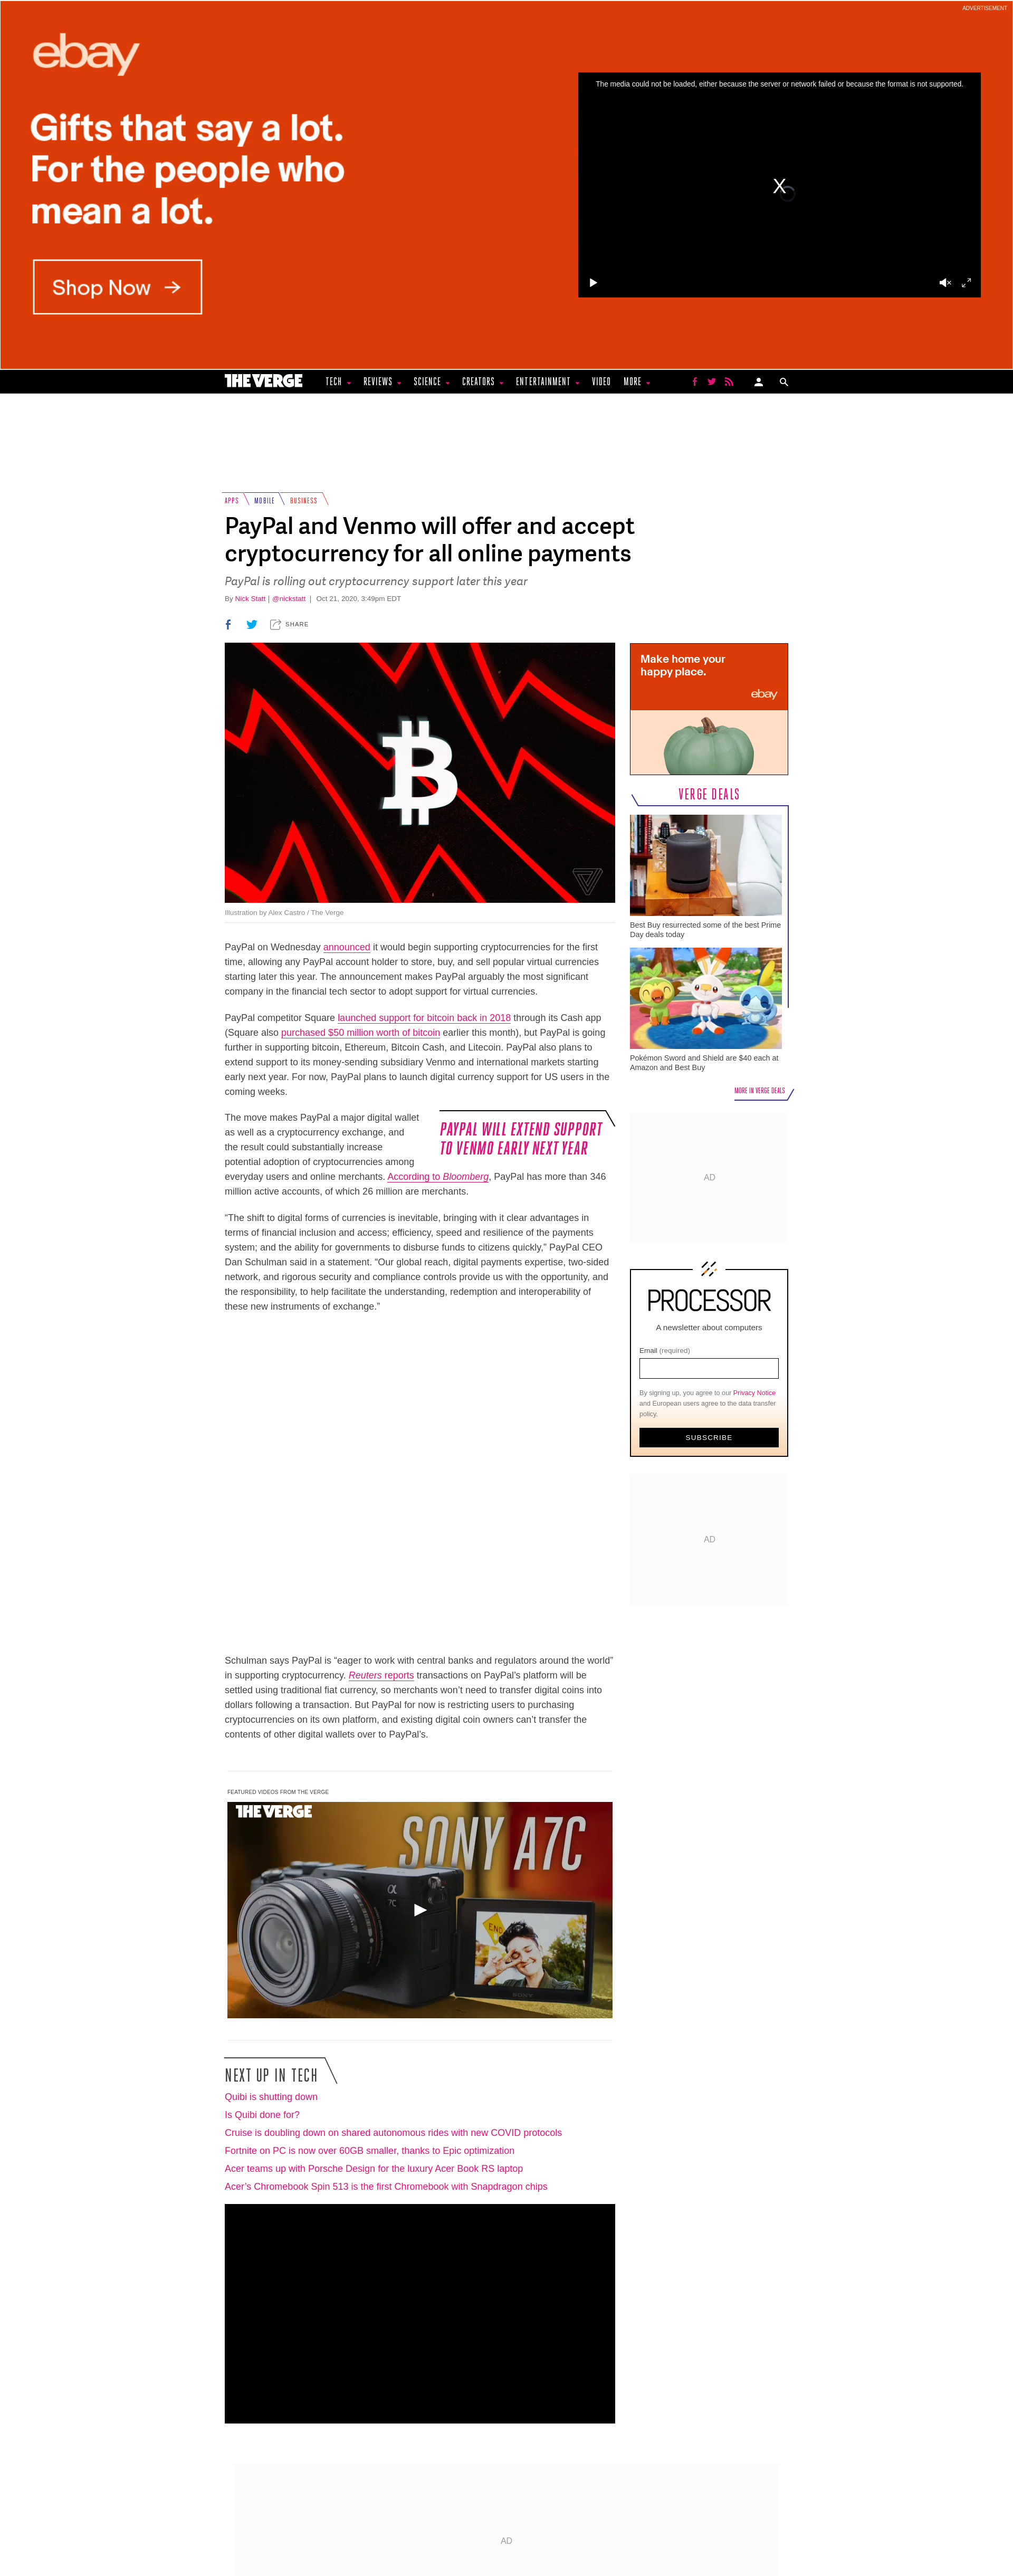 ADVERTISEMENT
ebay
Gifts that say a lot.
For the people who
mean a lot.
Shop Now
The media could not be loaded, either because the server or network failed or because the format is not supported.
X
THE VERGE
TECH
REVIEWS
SCIENCE
CREATORS
ENTERTAINMENT
VIDEO
MORE
APPS
MOBILE
BUSINESS
PayPal and Venmo will offer and accept
cryptocurrency for all online payments
PayPal is rolling out cryptocurrency support later this year
By Nick Statt | @nickstatt | Oct 21, 2020, 3:49pm EDT
SHARE
Illustration by Alex Castro / The Verge
PayPal on Wednesday announced it would begin supporting cryptocurrencies for the first
time, allowing any PayPal account holder to store, buy, and sell popular virtual currencies
starting later this year. The announcement makes PayPal arguably the most significant
company in the financial tech sector to adopt support for virtual currencies.
PayPal competitor Square launched support for bitcoin back in 2018 through its Cash app
(Square also purchased $50 million worth of bitcoin earlier this month), but PayPal is going
further in supporting bitcoin, Ethereum, Bitcoin Cash, and Litecoin. PayPal also plans to
extend support to its money-sending subsidiary Venmo and international markets starting
early next year. For now, PayPal plans to launch digital currency support for US users in the
coming weeks.
PAYPAL WILL EXTEND SUPPORT
TO VENMO EARLY NEXT YEAR
The move makes PayPal a major digital wallet
as well as a cryptocurrency exchange, and
the result could substantially increase
potential adoption of cryptocurrencies among
everyday users and online merchants. According to Bloomberg, PayPal has more than 346
million active accounts, of which 26 million are merchants.
“The shift to digital forms of currencies is inevitable, bringing with it clear advantages in
terms of financial inclusion and access; efficiency, speed and resilience of the payments
system; and the ability for governments to disburse funds to citizens quickly,” PayPal CEO
Dan Schulman said in a statement. “Our global reach, digital payments expertise, two-sided
network, and rigorous security and compliance controls provide us with the opportunity, and
the responsibility, to help facilitate the understanding, redemption and interoperability of
these new instruments of exchange.”
Schulman says PayPal is “eager to work with central banks and regulators around the world”
in supporting cryptocurrency. Reuters reports transactions on PayPal’s platform will be
settled using traditional fiat currency, so merchants won’t need to transfer digital coins into
dollars following a transaction. But PayPal for now is restricting users to purchasing
cryptocurrencies on its own platform, and existing digital coin owners can’t transfer the
contents of other digital wallets over to PayPal’s.
FEATURED VIDEOS FROM THE VERGE
THE VERGE
SONY A7C
α
7C
END
SONY
NEXT UP IN TECH
Quibi is shutting down
Is Quibi done for?
Cruise is doubling down on shared autonomous rides with new COVID protocols
Fortnite on PC is now over 60GB smaller, thanks to Epic optimization
Acer teams up with Porsche Design for the luxury Acer Book RS laptop
Acer’s Chromebook Spin 513 is the first Chromebook with Snapdragon chips
Make home your
happy place.
ebay
VERGE DEALS
Best Buy resurrected some of the best Prime
Day deals today
Pokémon Sword and Shield are $40 each at
Amazon and Best Buy
MORE IN VERGE DEALS
AD
PROCESSOR
A newsletter about computers
Email (required)
By signing up, you agree to our Privacy Notice
and European users agree to the data transfer
policy.
SUBSCRIBE
AD
AD